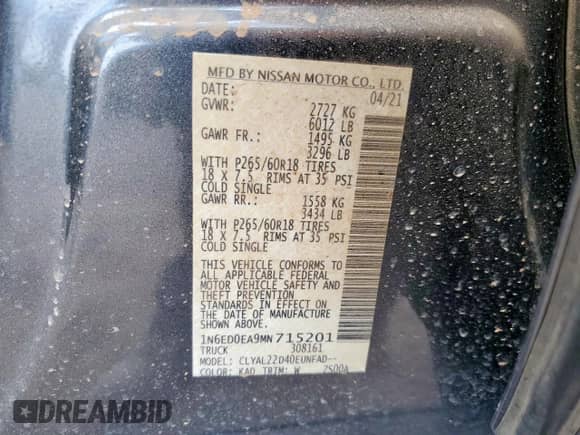 MFD BY NISSAN MOTOR CO., LTD.
DATE: 04/21
GVWR: 2727 KG
6012 LB
GAWR FR.: 1495 KG
3296 LB
WITH P265/60R18 TIRES
18 X 7.5 RIMS AT 35 PSI
COLD SINGLE
GAWR RR.: 1558 KG
3434 LB
WITH P265/60R18 TIRES
18 X 7.5 RIMS AT 35 PSI
COLD SINGLE
THIS VEHICLE CONFORMS TO
ALL APPLICABLE FEDERAL
MOTOR VEHICLE SAFETY AND
THEFT PREVENTION
STANDARDS IN EFFECT ON
THE DATE OF MANUFACTURE
SHOWN ABOVE.
1N6ED0EA9MN715201
TRUCK 308161
MODEL: CLYAL22D40EUNFAD--
COLOR: KAD TRIM: W 2500A
DREAMBID